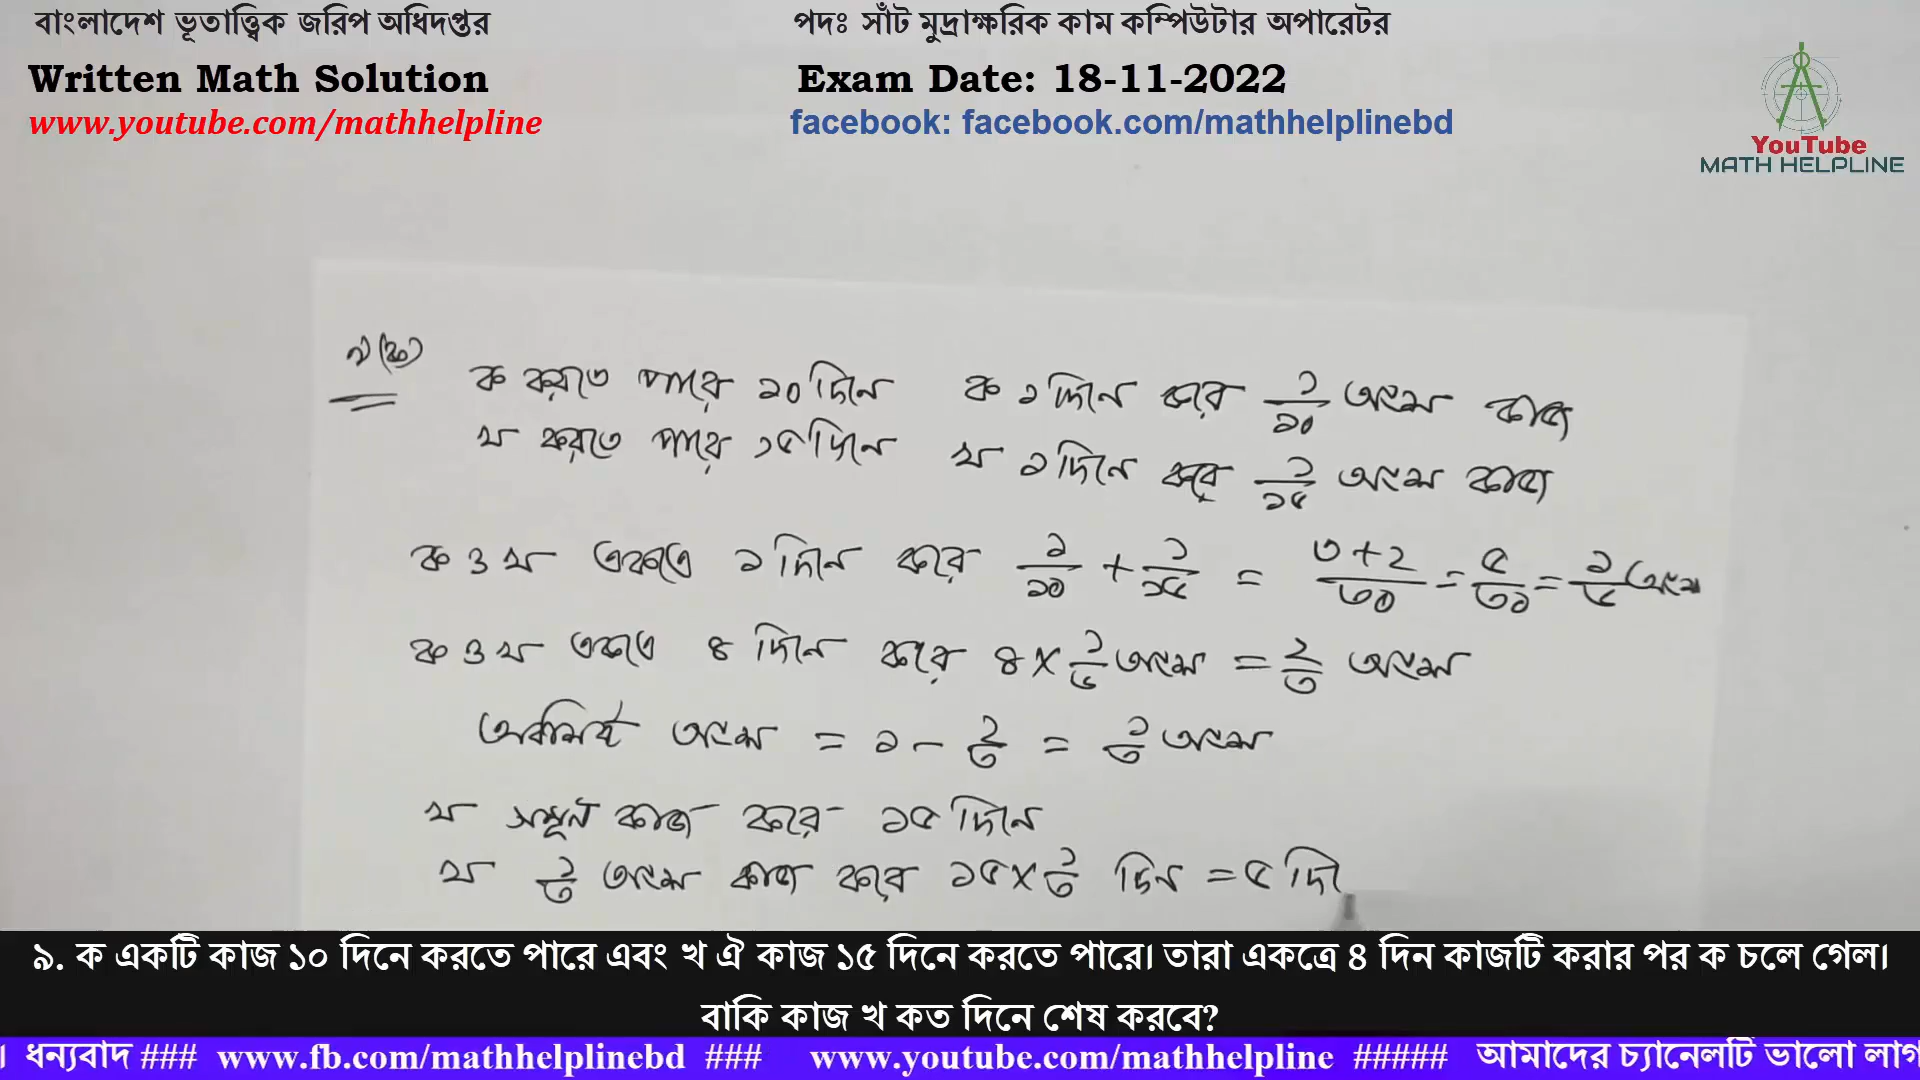 বাংলাদেশ ভূতাত্ত্বিক জরিপ অধিদপ্তর
পদঃ সাঁট মুদ্রাক্ষরিক কাম কম্পিউটার অপারেটর
Written Math Solution
Exam Date: 18-11-2022
www.youtube.com/mathhelpline
facebook: facebook.com/mathhelplinebd
YouTube
MATH HELPLINE
৯(ক)
ক করতে পারে ১০ দিনে ক ১ দিনে করে ১/১০ অংশ কাজ
খ করতে পারে ১৫ দিনে খ ১ দিনে করে ১/১৫ অংশ কাজ
ক ও খ একত্রে ১ দিনে করে ১/১০ + ১/১৫ = ৩+২/৩০ = ৫/৩০ = ১/৬ অংশ
ক ও খ একত্রে ৪ দিনে করে ৪ × ১/৬ অংশ = ২/৩ অংশ
অবশিষ্ট অংশ = ১ - ২/৩ = ১/৩ অংশ
খ সম্পূর্ণ কাজ করে ১৫ দিনে
খ ১/৩ অংশ কাজ করে ১৫ × ১/৩ দিনে = ৫ দি
৯. ক একটি কাজ ১০ দিনে করতে পারে এবং খ ঐ কাজ ১৫ দিনে করতে পারে। তারা একত্রে ৪ দিন কাজটি করার পর ক চলে গেল।
বাকি কাজ খ কত দিনে শেষ করবে?
। ধন্যবাদ ### www.fb.com/mathhelplinebd ### www.youtube.com/mathhelpline ##### আমাদের চ্যানেলটি ভালো লাগ